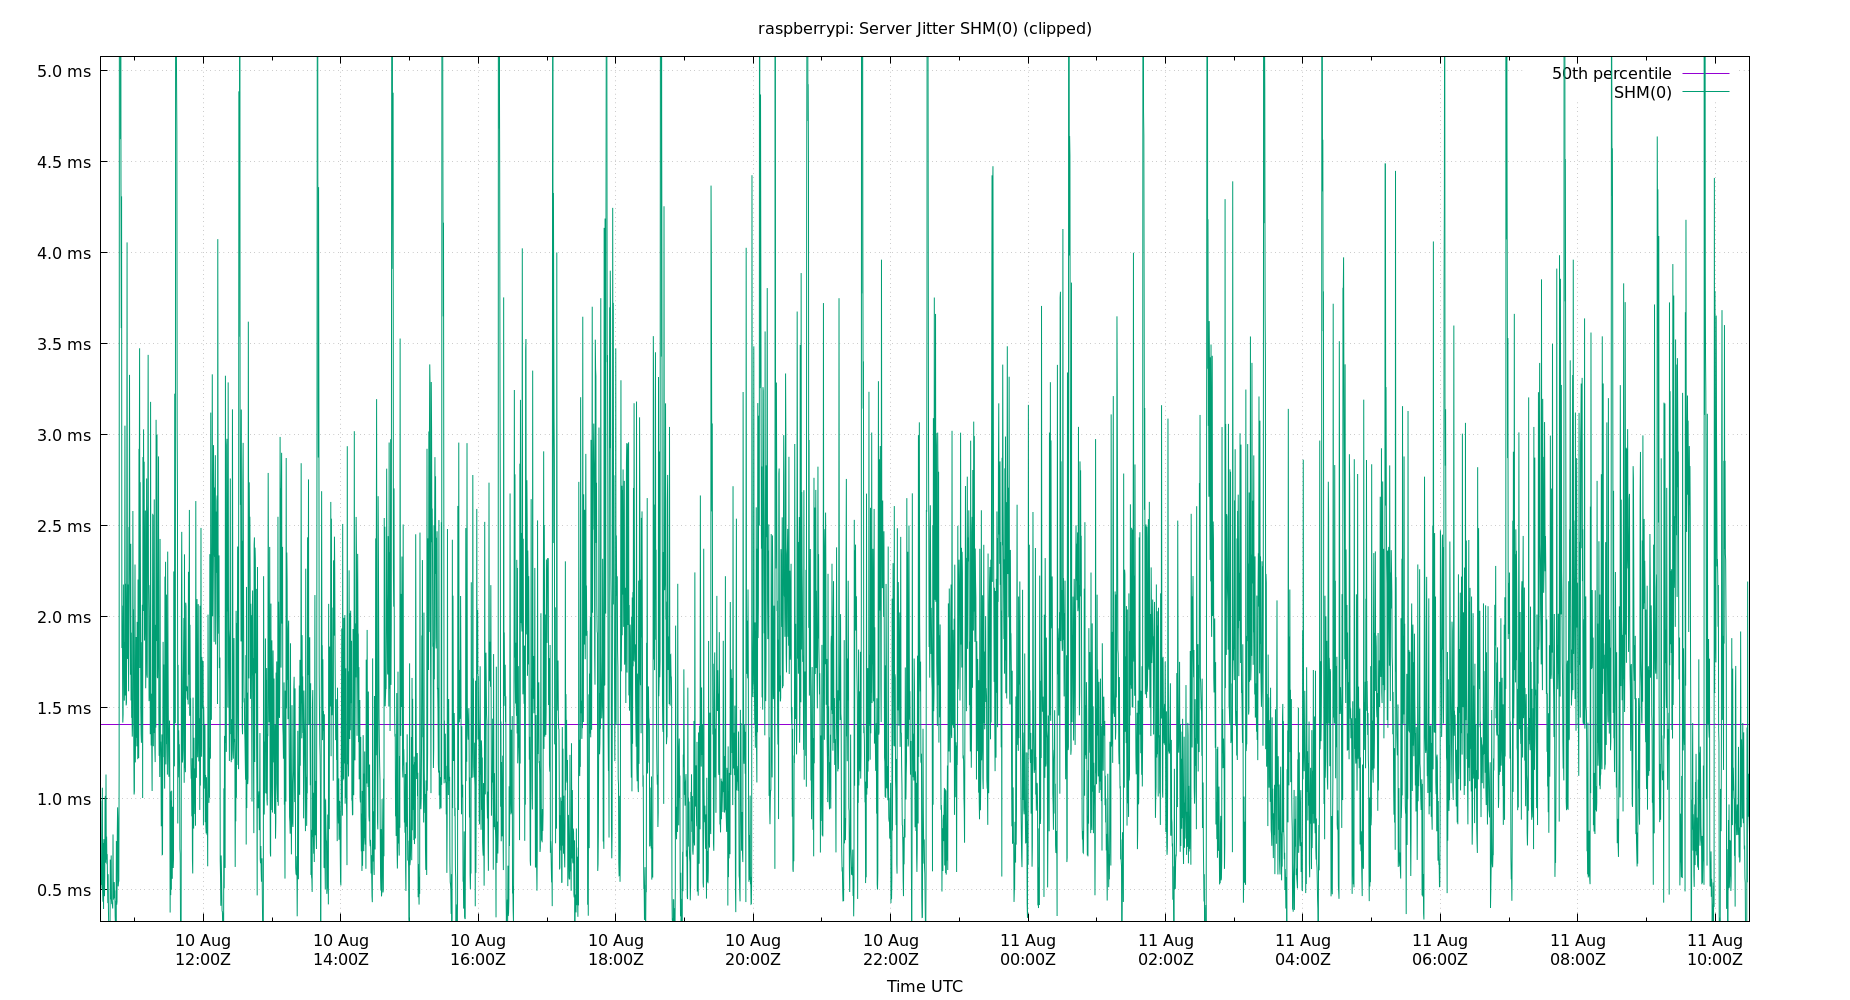 raspberrypi: Server Jitter SHM(0) (clipped)
50th percentile
SHM(0)
5.0 ms
4.5 ms
4.0 ms
3.5 ms
3.0 ms
2.5 ms
2.0 ms
1.5 ms
1.0 ms
0.5 ms
10 Aug 10 Aug 10 Aug 10 Aug 10 Aug 10 Aug 11 Aug 11 Aug 11 Aug 11 Aug 11 Aug 11 Aug
12:00Z 14:00Z 16:00Z 18:00Z 20:00Z 22:00Z 00:00Z 02:00Z 04:00Z 06:00Z 08:00Z 10:00Z
Time UTC